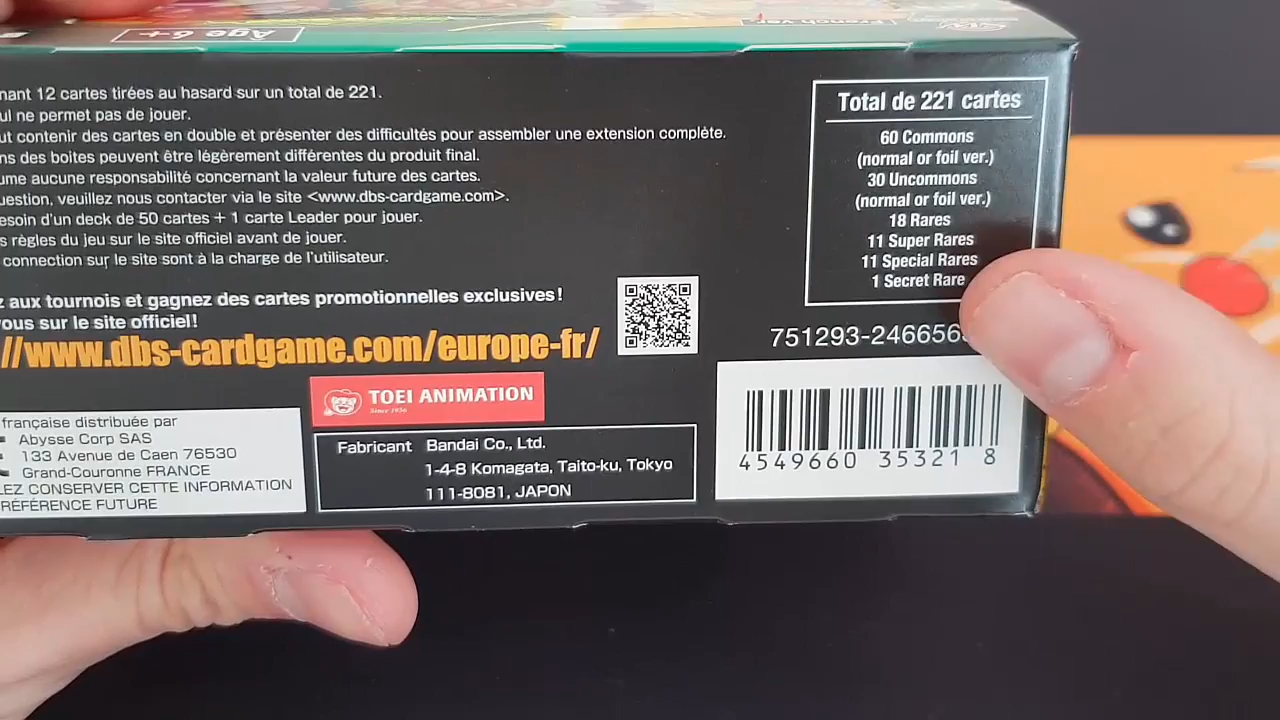 Âge 6+
French ver.
nant 12 cartes tirées au hasard sur un total de 221.
ul ne permet pas de jouer.
ut contenir des cartes en double et présenter des difficultés pour assembler une extension complète.
ns des boites peuvent être légèrement différentes du produit final.
ume aucune responsabilité concernant la valeur future des cartes.
uestion, veuillez nous contacter via le site <www.dbs-cardgame.com>.
esoin d'un deck de 50 cartes + 1 carte Leader pour jouer.
s règles du jeu sur le site officiel avant de jouer.
connection sur le site sont à la charge de l'utilisateur.
z aux tournois et gagnez des cartes promotionnelles exclusives!
ous sur le site officiel!
//www.dbs-cardgame.com/europe-fr/
TOEI ANIMATION
Since 1956
française distribuée par
Abysse Corp SAS
133 Avenue de Caen 76530
Grand-Couronne FRANCE
LEZ CONSERVER CETTE INFORMATION
RÉFÉRENCE FUTURE
Fabricant Bandai Co., Ltd.
1-4-8 Komagata, Taito-ku, Tokyo
111-8081, JAPON
Total de 221 cartes
60 Commons
(normal or foil ver.)
30 Uncommons
(normal or foil ver.)
18 Rares
11 Super Rares
11 Special Rares
1 Secret Rare
751293-246656
4549660 35321 8